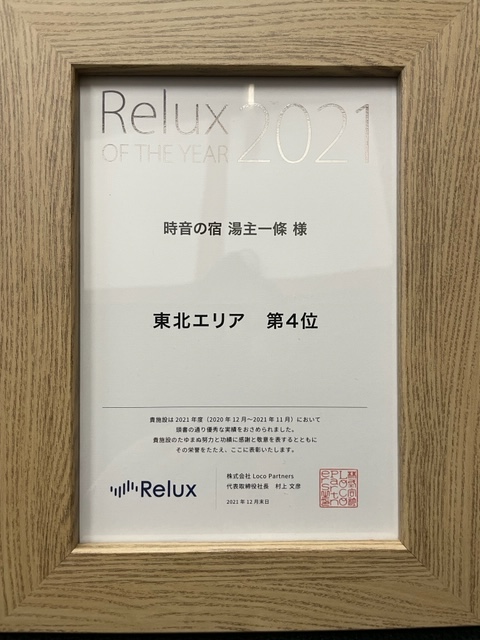 Relux 2021
OF THE YEAR
時音の宿 湯主一條 様
東北エリア 第4位
貴施設は 2021 年度（2020 年 12 月〜2021 年 11 月）において
頭書の通り優秀な実績をおさめられました。
貴施設のたゆまぬ努力と功績に感謝と敬意を表するとともに
その栄誉をたたえ、ここに表彰いたします。
Relux
株式会社 Loco Partners
代表取締役社長 村上 文彦
2021 年 12 月末日